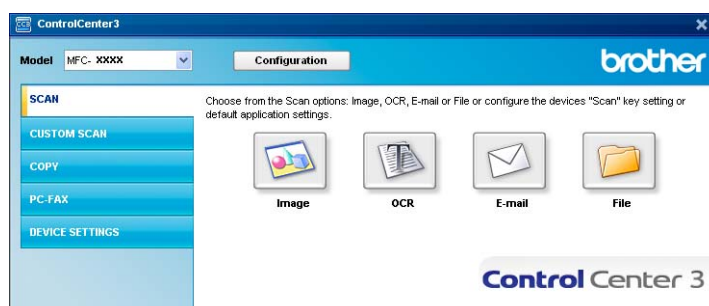 ControlCenter3
Model MFC- XXXX Configuration brother
SCAN
CUSTOM SCAN
COPY
PC-FAX
DEVICE SETTINGS
Choose from the Scan options: Image, OCR, E-mail or File or configure the devices "Scan" key setting or
default application settings.
Image OCR E-mail File
Control Center 3